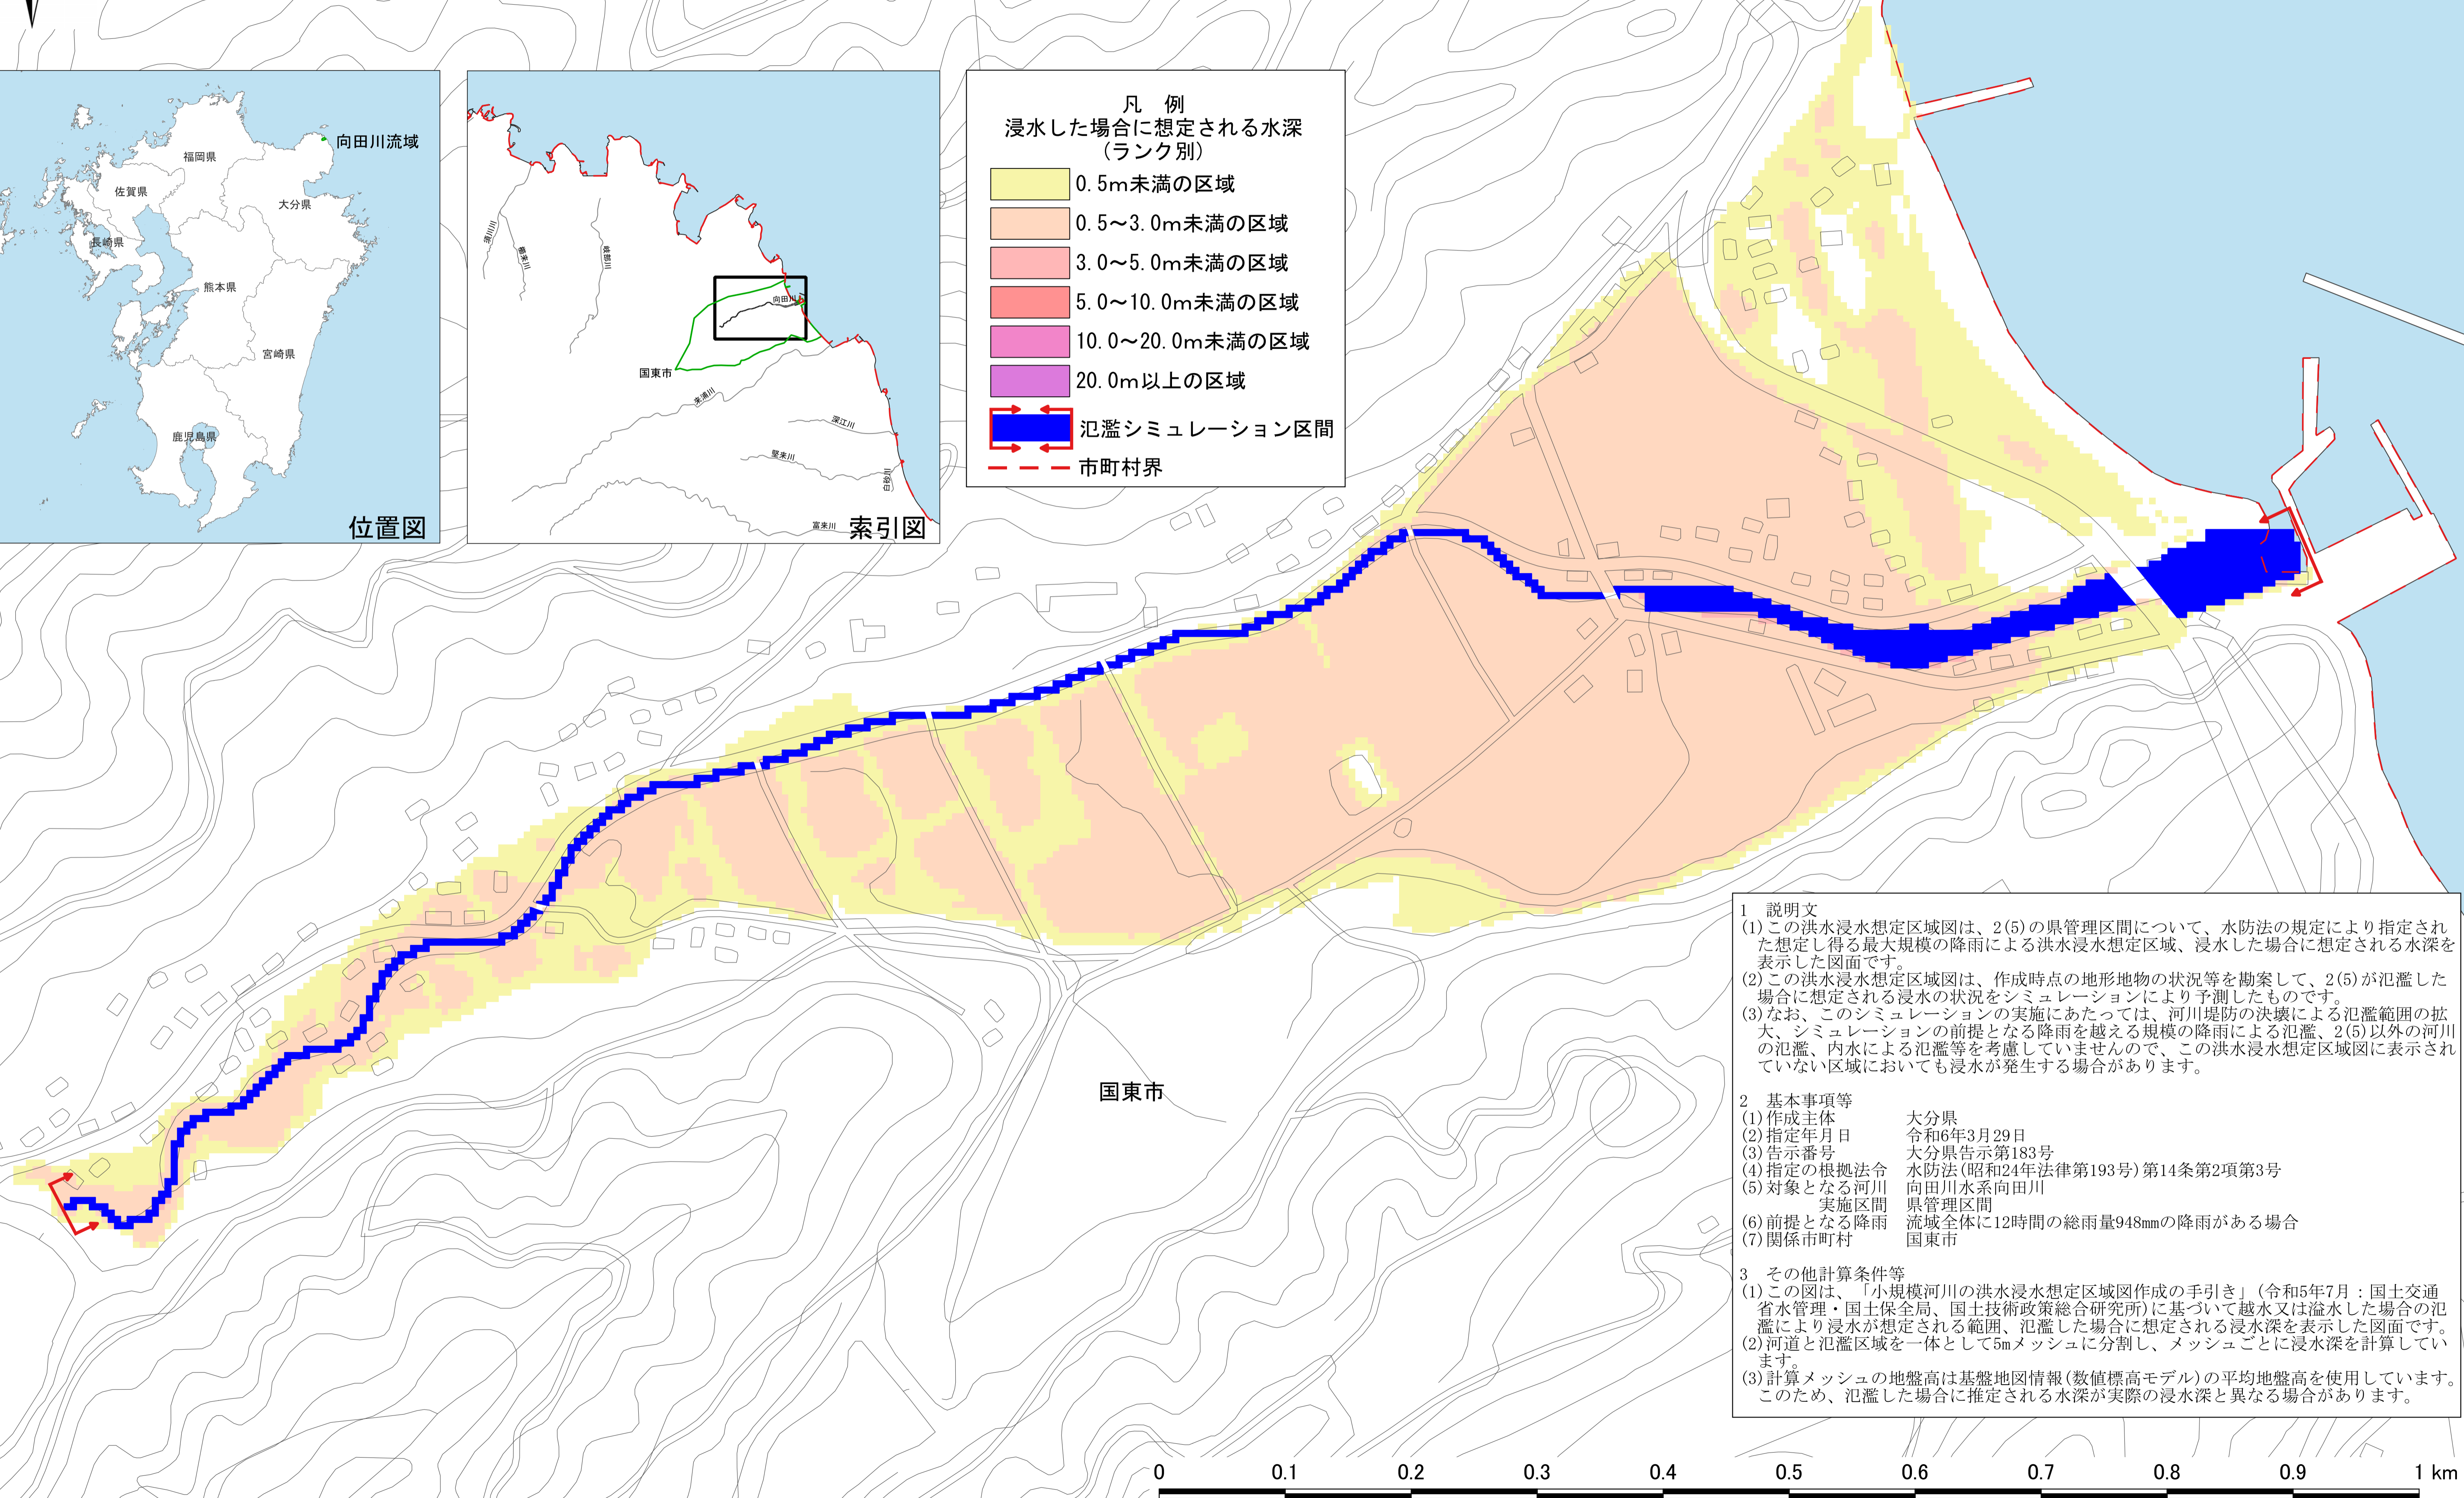 向田川流域
福岡県
佐賀県
長崎県
大分県
熊本県
宮崎県
鹿児島県
位置図
須川川
櫛来川
岐部川
向田川
国東市
来浦川
深江川
堅来川
白砂川
富来川
索引図
凡　例
浸水した場合に想定される水深
(ランク別)
0.5m未満の区域
0.5～3.0m未満の区域
3.0～5.0m未満の区域
5.0～10.0m未満の区域
10.0～20.0m未満の区域
20.0m以上の区域
氾濫シミュレーション区間
市町村界
国東市
1　説明文
(1)この洪水浸水想定区域図は、2(5)の県管理区間について、水防法の規定により指定され
た想定し得る最大規模の降雨による洪水浸水想定区域、浸水した場合に想定される水深を
表示した図面です。
(2)この洪水浸水想定区域図は、作成時点の地形地物の状況等を勘案して、2(5)が氾濫した
場合に想定される浸水の状況をシミュレーションにより予測したものです。
(3)なお、このシミュレーションの実施にあたっては、河川堤防の決壊による氾濫範囲の拡
大、シミュレーションの前提となる降雨を越える規模の降雨による氾濫、2(5)以外の河川
の氾濫、内水による氾濫等を考慮していませんので、この洪水浸水想定区域図に表示され
ていない区域においても浸水が発生する場合があります。
2　基本事項等
(1)作成主体　大分県
(2)指定年月日　令和6年3月29日
(3)告示番号　大分県告示第183号
(4)指定の根拠法令　水防法(昭和24年法律第193号)第14条第2項第3号
(5)対象となる河川　向田川水系向田川
実施区間　県管理区間
(6)前提となる降雨　流域全体に12時間の総雨量948mmの降雨がある場合
(7)関係市町村　国東市
3　その他計算条件等
(1)この図は、「小規模河川の洪水浸水想定区域図作成の手引き」(令和5年7月：国土交通
省水管理・国土保全局、国土技術政策総合研究所)に基づいて越水又は溢水した場合の氾
濫により浸水が想定される範囲、氾濫した場合に想定される浸水深を表示した図面です。
(2)河道と氾濫区域を一体として5mメッシュに分割し、メッシュごとに浸水深を計算してい
ます。
(3)計算メッシュの地盤高は基盤地図情報(数値標高モデル)の平均地盤高を使用しています。
このため、氾濫した場合に推定される水深が実際の浸水深と異なる場合があります。
0 0.1 0.2 0.3 0.4 0.5 0.6 0.7 0.8 0.9 1 km